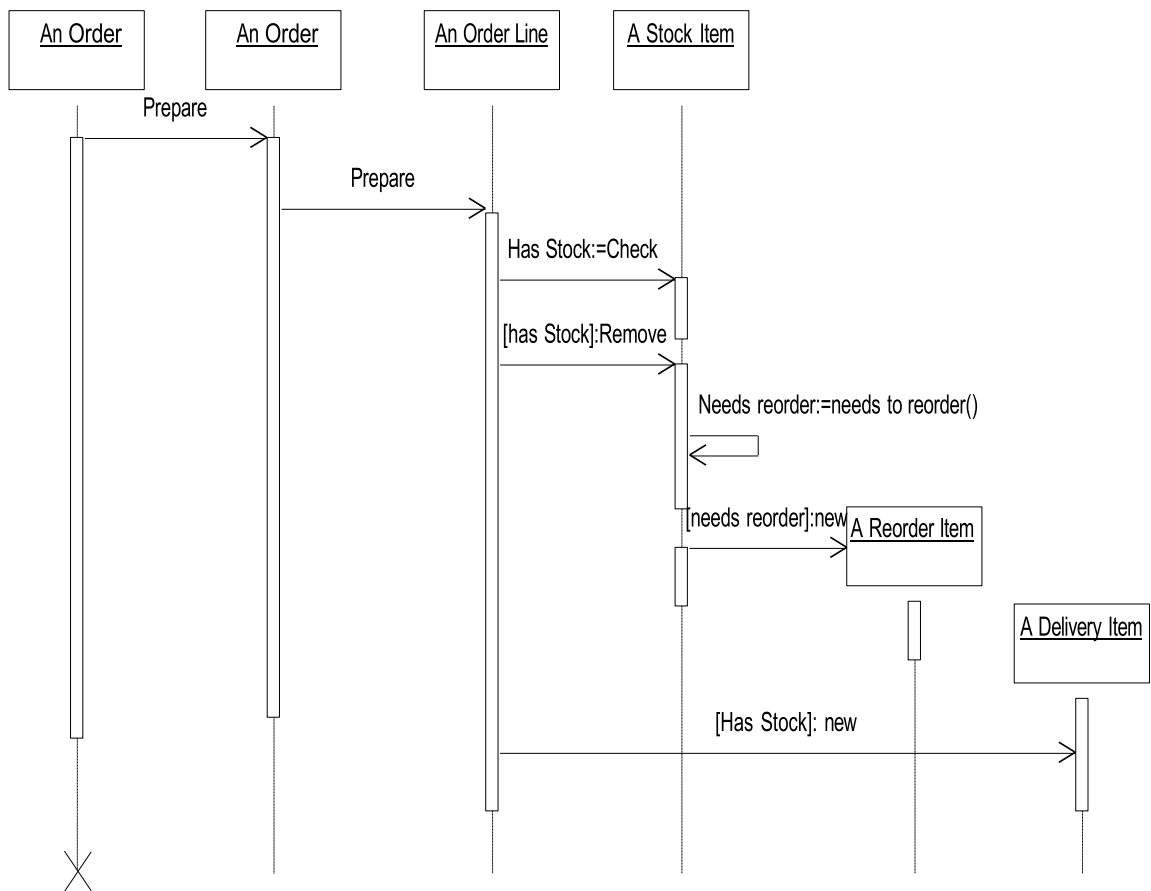 An Order
An Order
An Order Line
A Stock Item
Prepare
Prepare
Has Stock:=Check
[has Stock]:Remove
Needs reorder:=needs to reorder()
[needs reorder]:new
A Reorder Item
A Delivery Item
[Has Stock]: new